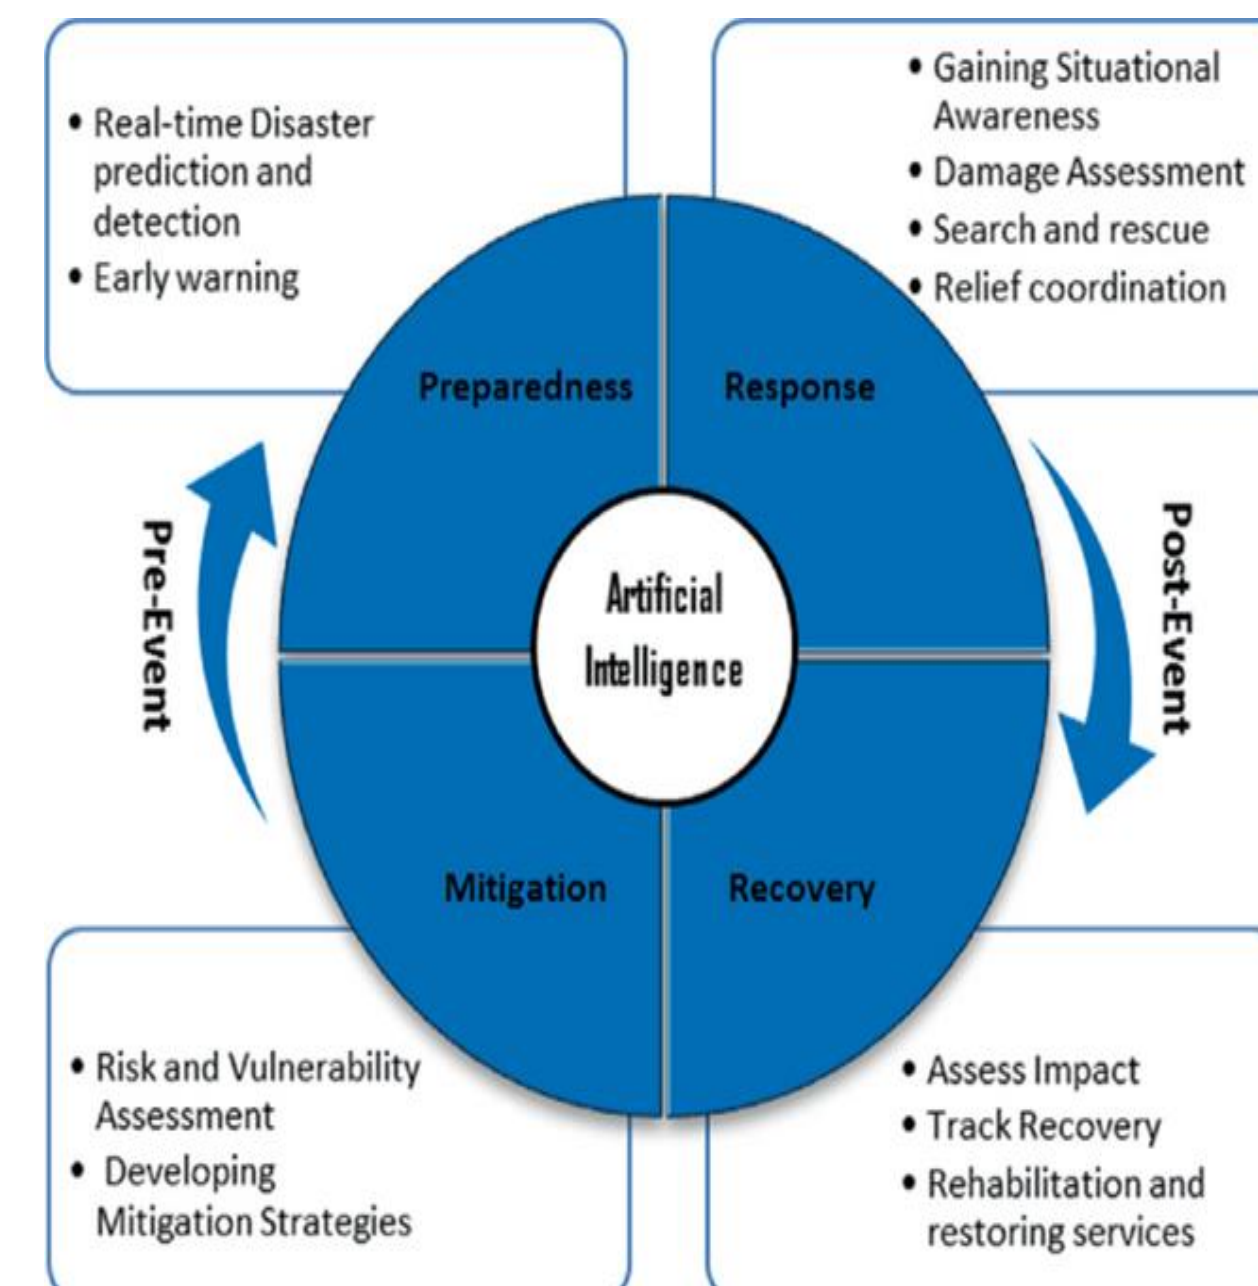 • Real-time Disaster
prediction and
detection
• Early warning
• Gaining Situational
Awareness
• Damage Assessment
• Search and rescue
• Relief coordination
Preparedness
Response
Pre-Event
Artificial
Intelligence
Post-Event
Mitigation
Recovery
• Risk and Vulnerability
Assessment
• Developing
Mitigation Strategies
• Assess Impact
• Track Recovery
• Rehabilitation and
restoring services